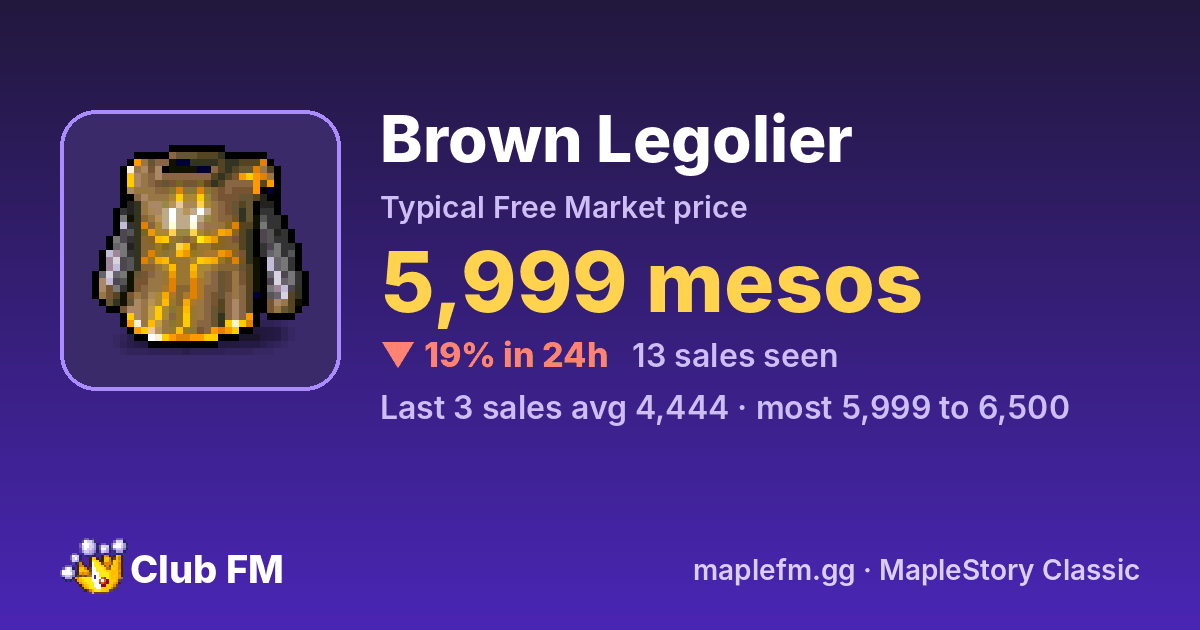 Brown Legolier
Typical Free Market price
5,999 mesos
▼ 19% in 24h 13 sales seen
Last 3 sales avg 4,444 · most 5,999 to 6,500
Club FM
maplefm.gg · MapleStory Classic